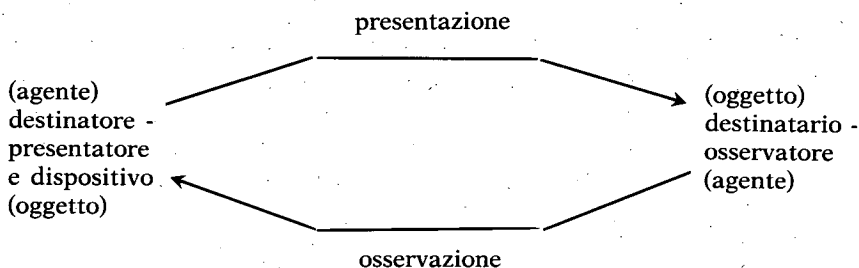 presentazione
(agente)
destinatore -
presentatore
e dispositivo
(oggetto)
(oggetto)
destinatario -
osservatore
(agente)
osservazione